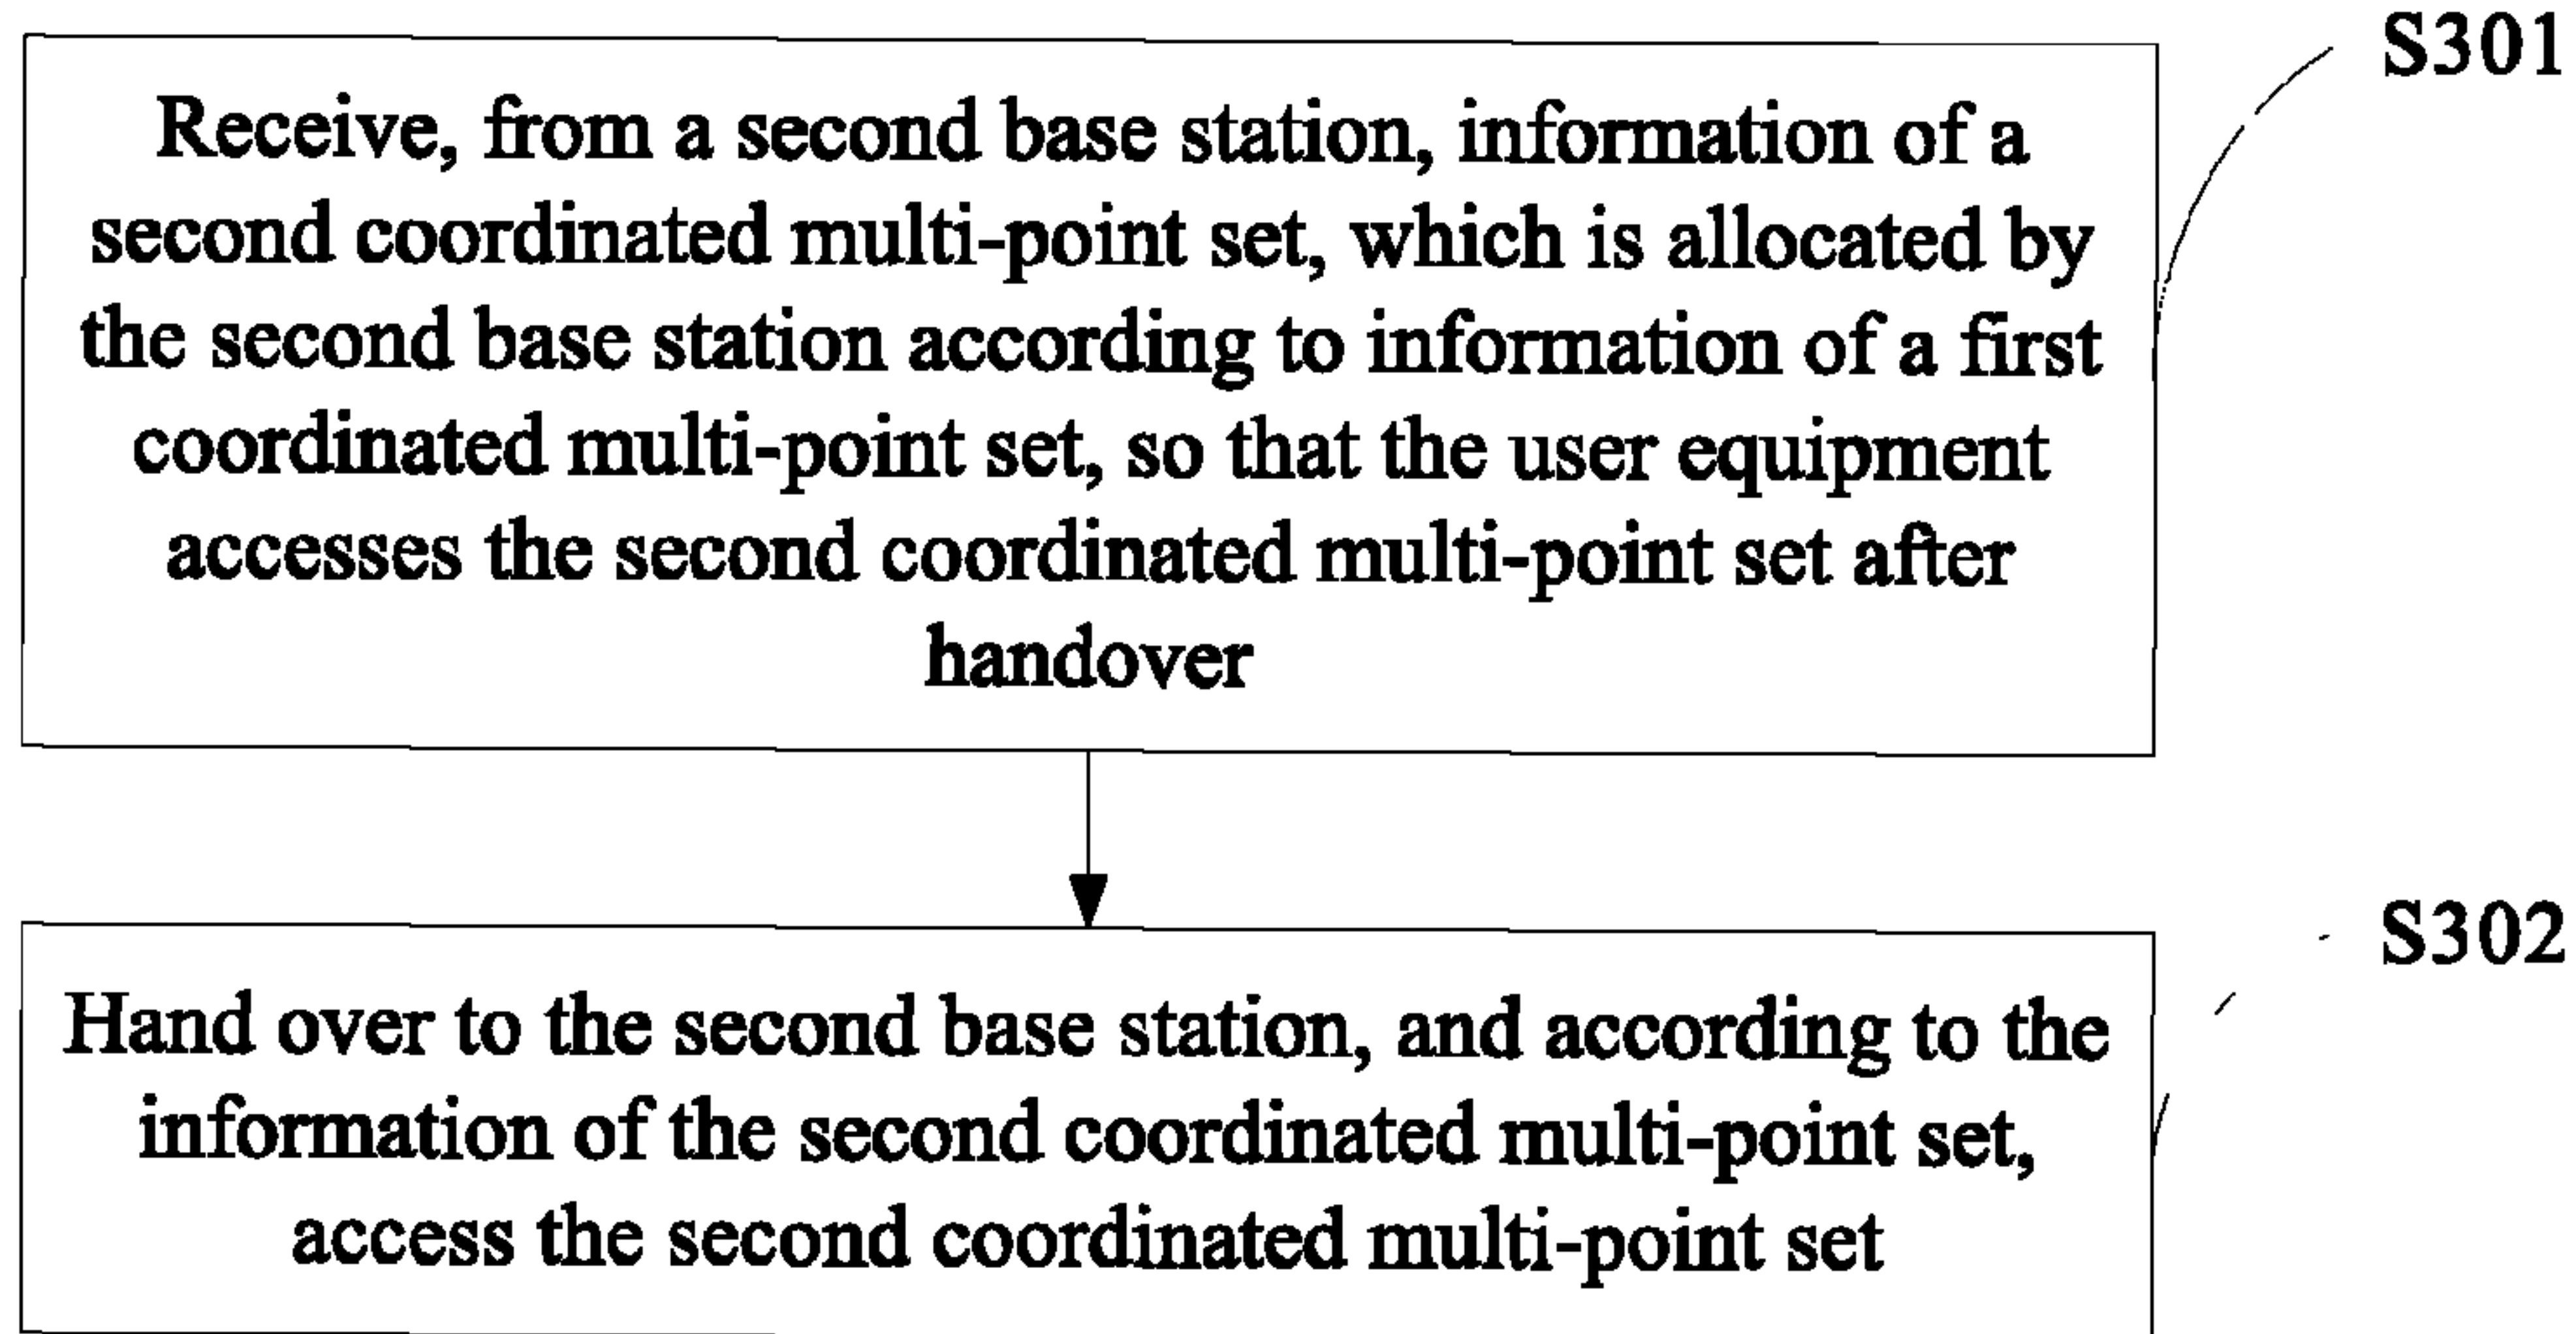 S301
Receive, from a second base station, information of a
second coordinated multi-point set, which is allocated by
the second base station according to information of a first
coordinated multi-point set, so that the user equipment
accesses the second coordinated multi-point set after
handover
S302
Hand over to the second base station, and according to the
information of the second coordinated multi-point set,
access the second coordinated multi-point set